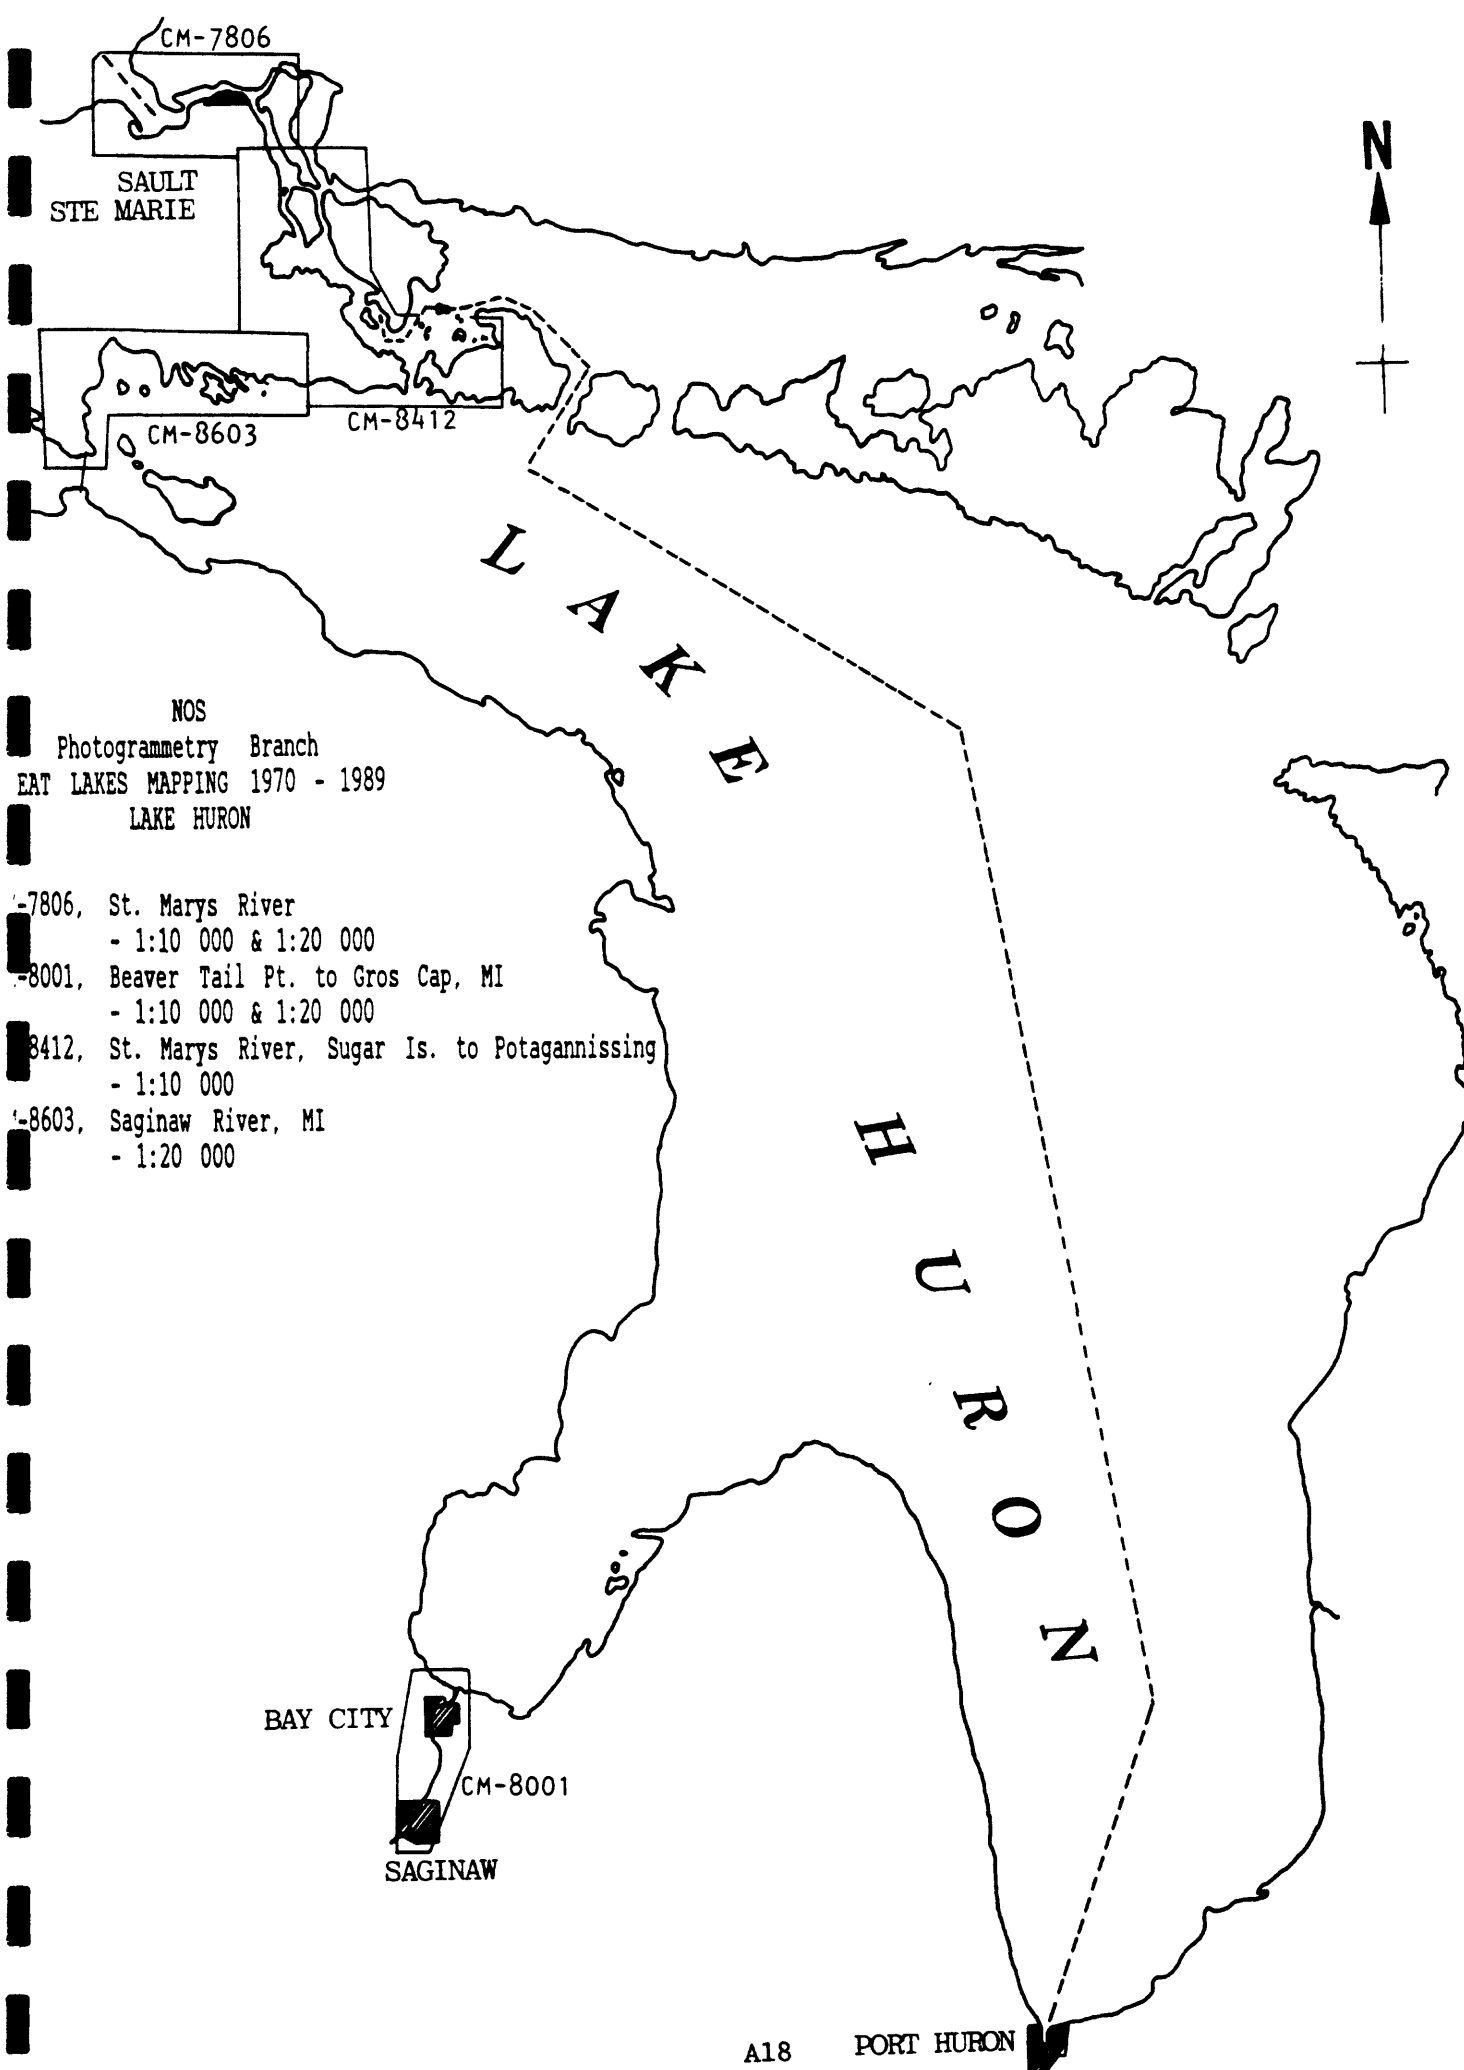 CM-7806
N
SAULT
STE MARIE
CM-8603
CM-8412
L A K E
NOS
Photogrammetry Branch
EAT LAKES MAPPING 1970 - 1989
LAKE HURON
-7806, St. Marys River
- 1:10 000 & 1:20 000
-8001, Beaver Tail Pt. to Gros Cap, MI
- 1:10 000 & 1:20 000
8412, St. Marys River, Sugar Is. to Potagannissing
- 1:10 000
-8603, Saginaw River, MI
- 1:20 000
H U R O N
BAY CITY
CM-8001
SAGINAW
A18 PORT HURON